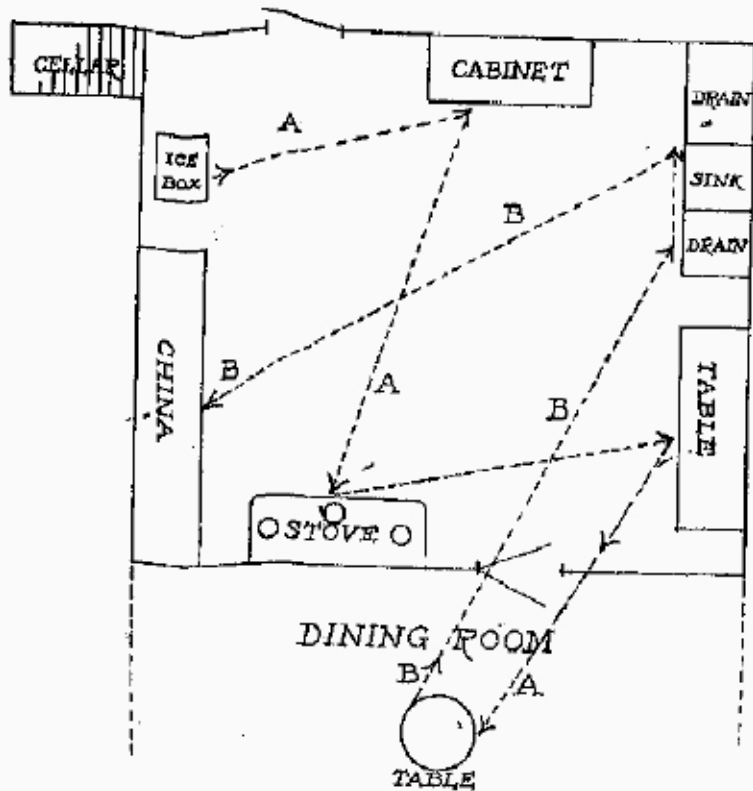 CELLAR
CABINET
DRAIN
A
ICE
BOX
SINK
B
DRAIN
CHINA
B
A
B
TABLE
STOVE
DINING ROOM
B
A
TABLE